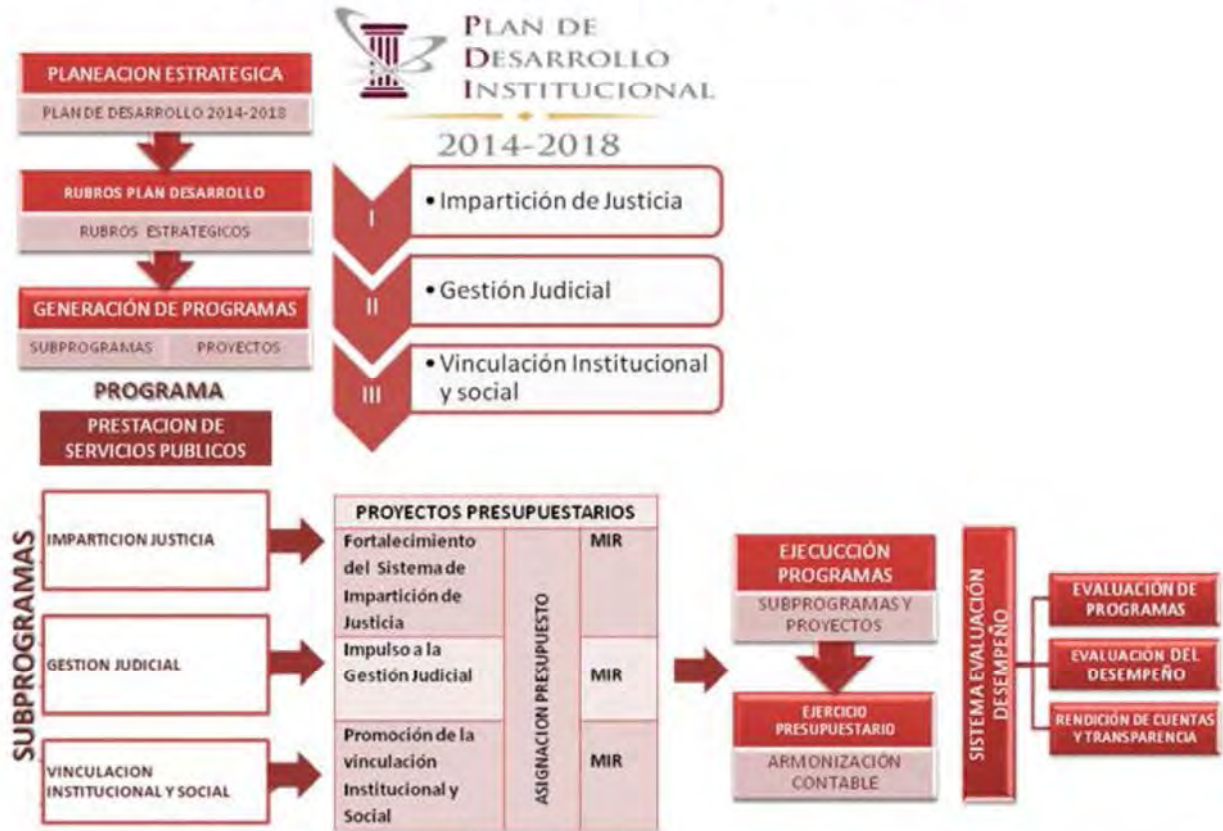 PLAN DE
DESARROLLO
INSTITUCIONAL
2014-2018
PLANEACION ESTRATEGICA
PLAN DE DESARROLLO 2014-2018
RUBROS PLAN DESARROLLO
RUBROS ESTRATEGICOS
GENERACIÓN DE PROGRAMAS
SUBPROGRAMAS
PROYECTOS
I
• Impartición de Justicia
II
• Gestión Judicial
III
• Vinculación Institucional
y social
PROGRAMA
PRESTACION DE
SERVICIOS PUBLICOS
SUBPROGRAMAS
IMPARTICION JUSTICIA
GESTION JUDICIAL
VINCULACION
INSTITUCIONAL Y SOCIAL
PROYECTOS PRESUPUESTARIOS
Fortalecimiento
del Sistema de
Impartición de
Justicia
MIR
Impulso a la
Gestión Judicial
MIR
Promoción de la
vinculación
Institucional y
Social
MIR
ASIGNACION PRESUPUESTO
EJECUCCIÓN
PROGRAMAS
SUBPROGRAMAS Y
PROYECTOS
EJERCICIO
PRESUPUESTARIO
ARMONIZACIÓN
CONTABLE
SISTEMA EVALUACIÓN
DESEMPEÑO
EVALUACIÓN DE
PROGRAMAS
EVALUACIÓN DEL
DESEMPEÑO
RENDICIÓN DE CUENTAS
Y TRANSPARENCIA